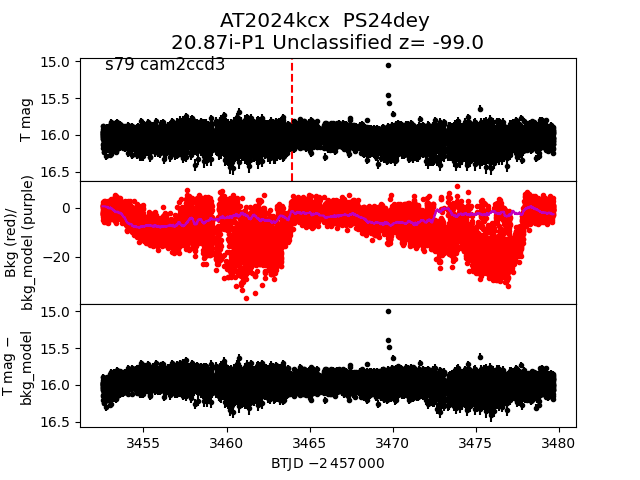 AT2024kcx  PS24dey
20.87i-P1 Unclassified z= -99.0
s79 cam2ccd3
15.0
15.5
16.0
16.5
T mag
0
−20
Bkg (red)/
bkg_model (purple)
15.0
15.5
16.0
16.5
T mag −
bkg_model
3455 3460 3465 3470 3475 3480
BTJD −2 457 000